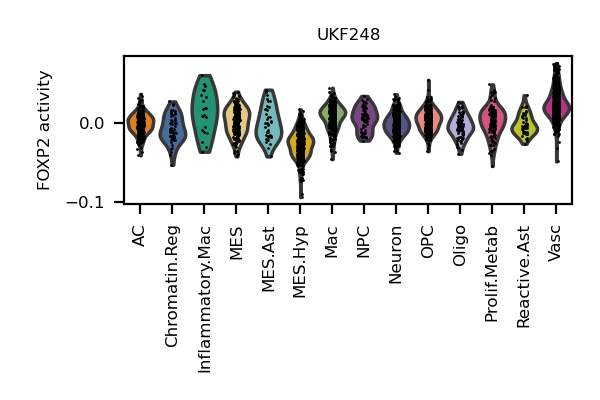 UKF248
FOXP2 activity
0.0
−0.1
AC
Chromatin.Reg
Inflammatory.Mac
MES
MES.Ast
MES.Hyp
Mac
NPC
Neuron
OPC
Oligo
Prolif.Metab
Reactive.Ast
Vasc